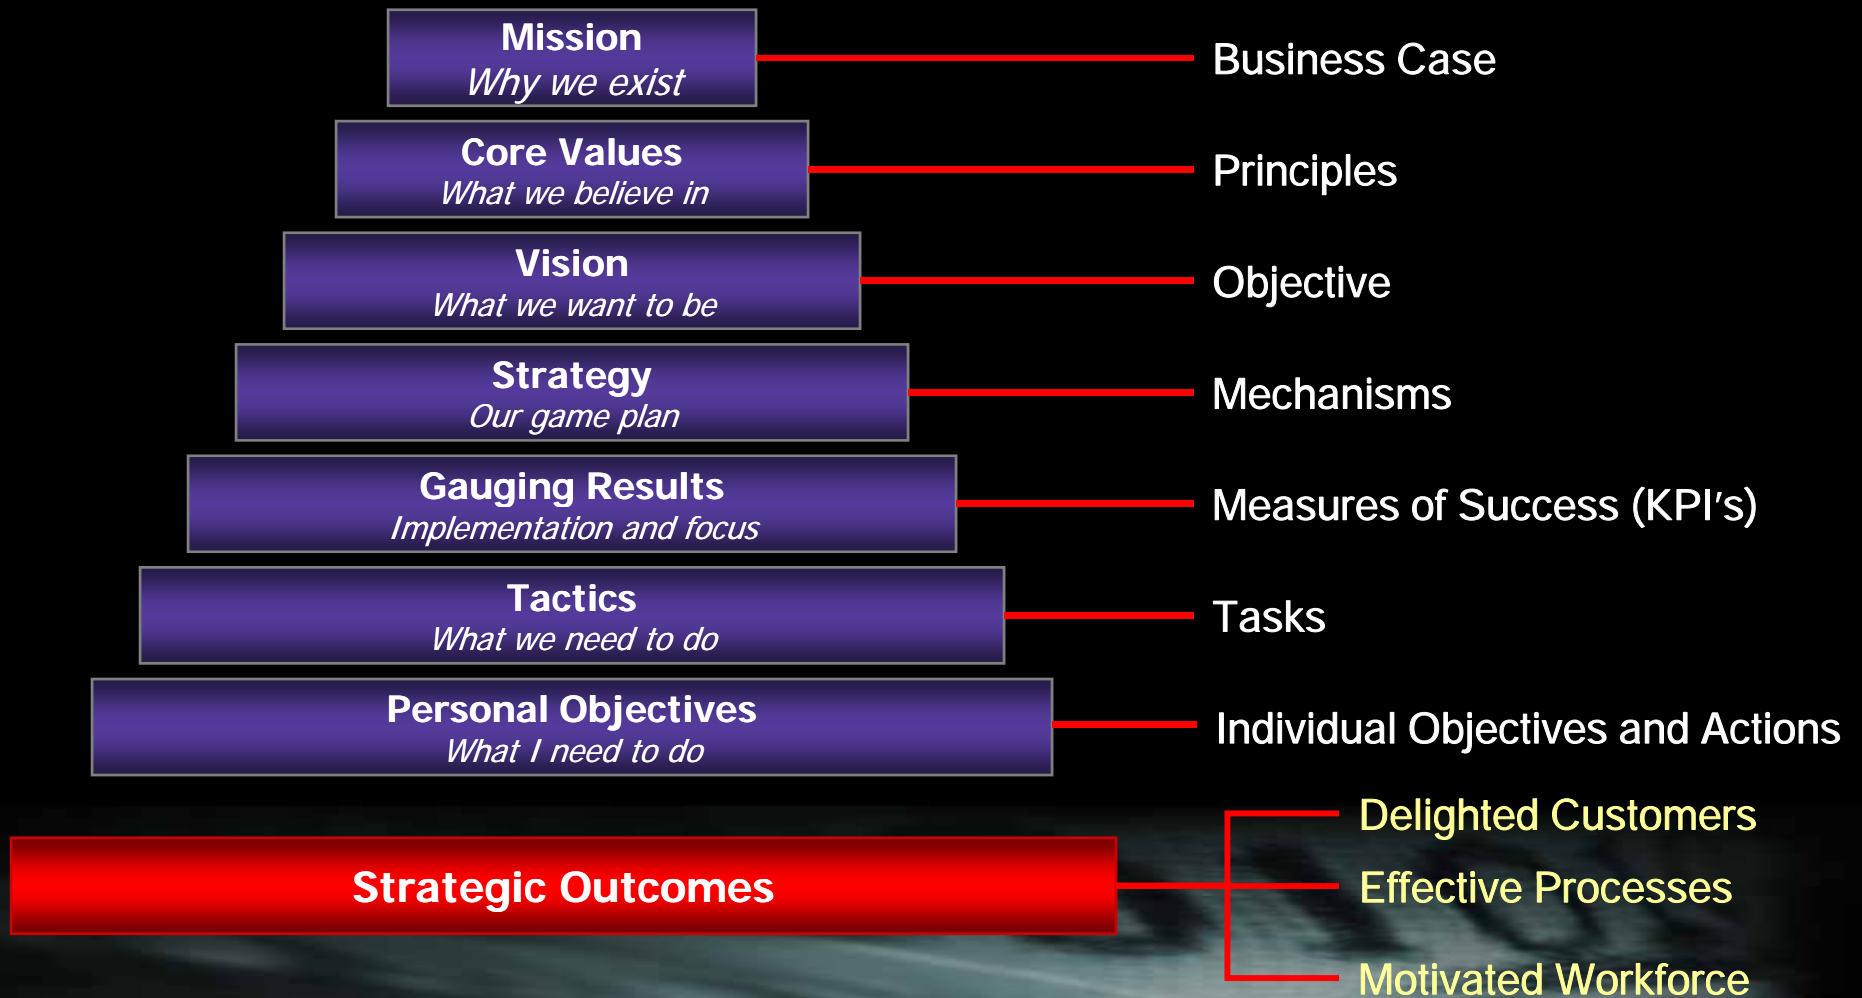 Mission
Why we exist
Business Case
Core Values
What we believe in
Principles
Vision
What we want to be
Objective
Strategy
Our game plan
Mechanisms
Gauging Results
Implementation and focus
Measures of Success (KPI's)
Tactics
What we need to do
Tasks
Personal Objectives
What I need to do
Individual Objectives and Actions
Strategic Outcomes
Delighted Customers
Effective Processes
Motivated Workforce